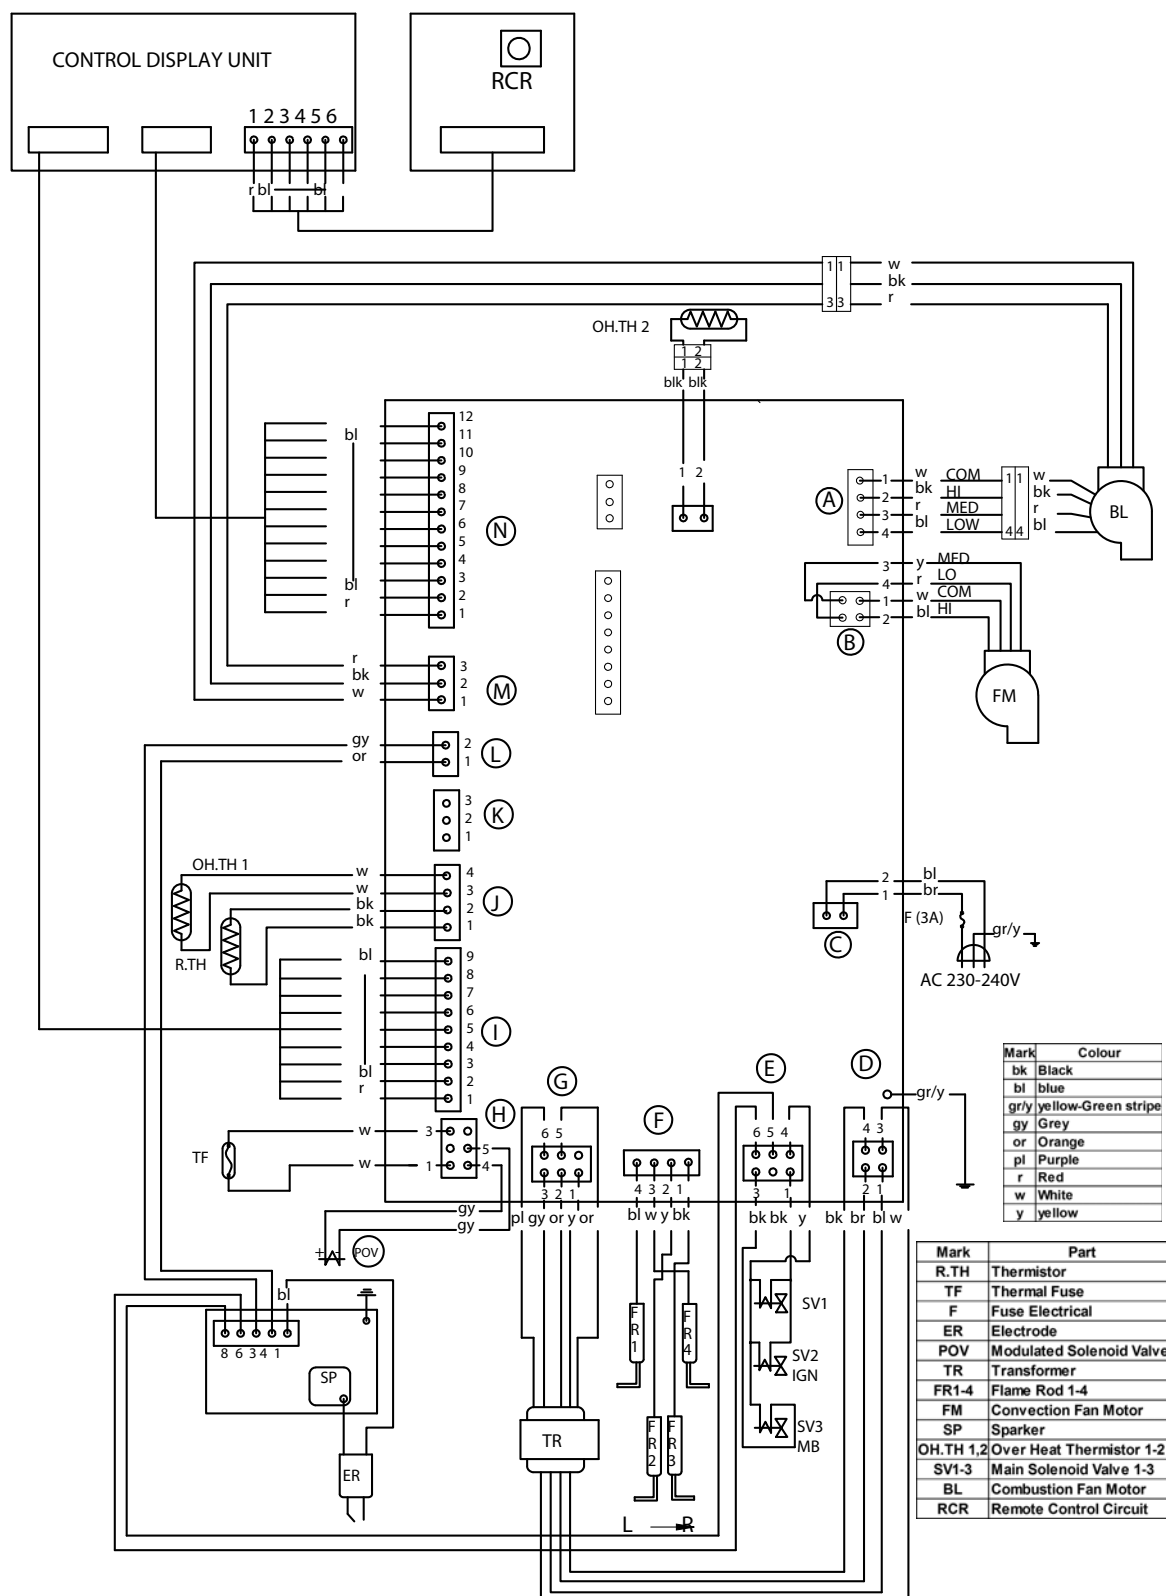 CONTROL DISPLAY UNIT
RCR
1 2 3 4 5 6
r bl bl
1 1 w
bk
3 3 r
OH.TH 2
1 2
1 2
blk blk
1 2
12
bl 11
10
9
8
7
N
6
5
4
bl 3
2
r 1
A
1 w COM 1 1 w
2 bk HI bk
3 r MED r
4 bl LOW 4 4 bl
BL
3 y MED
4 r LO
1 w COM
2 bl HI
B
FM
r 3
bk 2
w 1
M
gy 2
or 1
L
3
2
1
K
OH.TH 1
w 4
w 3
bk 2
bk 1
J
R.TH
2 bl
1 br
F (3A)
C
gr/y
AC 230-240V
bl 9
8
7
6
5
4
3
bl 2
r 1
I
G
H
F
E
D
gr/y
TF
w 3
5
w 1 4
gy
gy
+ -
POV
6 5
3 2 1
pl gy or y or
4 3 2 1
bl w y bk
6 5 4
3 1
bk bk y
4 3
2 1
bk br bl w
bl
8 6 3 4 1
SP
ER
TR
FR1
FR4
FR2
FR3
L R
SV1
SV2
IGN
SV3
MB
Mark Colour
bk Black
bl blue
gr/y yellow-Green stripe
gy Grey
or Orange
pl Purple
r Red
w White
y yellow
Mark Part
R.TH Thermistor
TF Thermal Fuse
F Fuse Electrical
ER Electrode
POV Modulated Solenoid Valve
TR Transformer
FR1-4 Flame Rod 1-4
FM Convection Fan Motor
SP Sparker
OH.TH 1,2 Over Heat Thermistor 1-2
SV1-3 Main Solenoid Valve 1-3
BL Combustion Fan Motor
RCR Remote Control Circuit